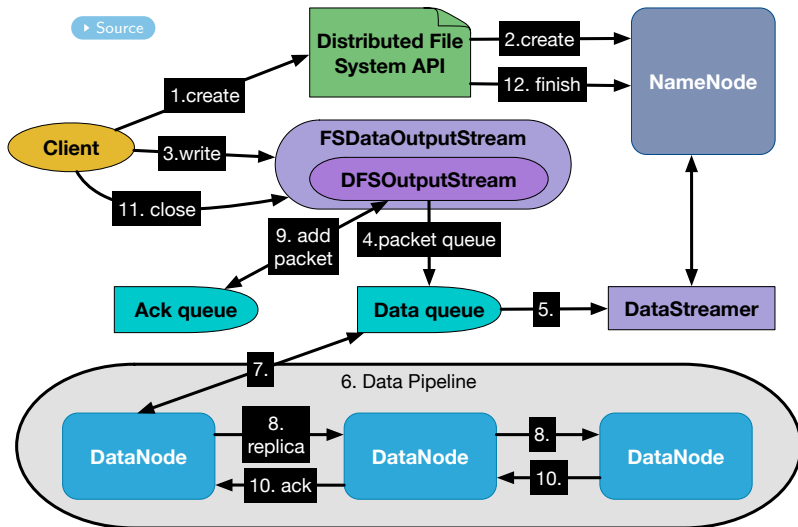 Source
Distributed File
System API
2.create
12. finish
NameNode
1.create
Client
3.write
FSDataOutputStream
DFSOutputStream
11. close
9. add
packet
4.packet queue
Ack queue
Data queue
5.
DataStreamer
7.
6. Data Pipeline
DataNode
8.
replica
10. ack
DataNode
8.
10.
DataNode